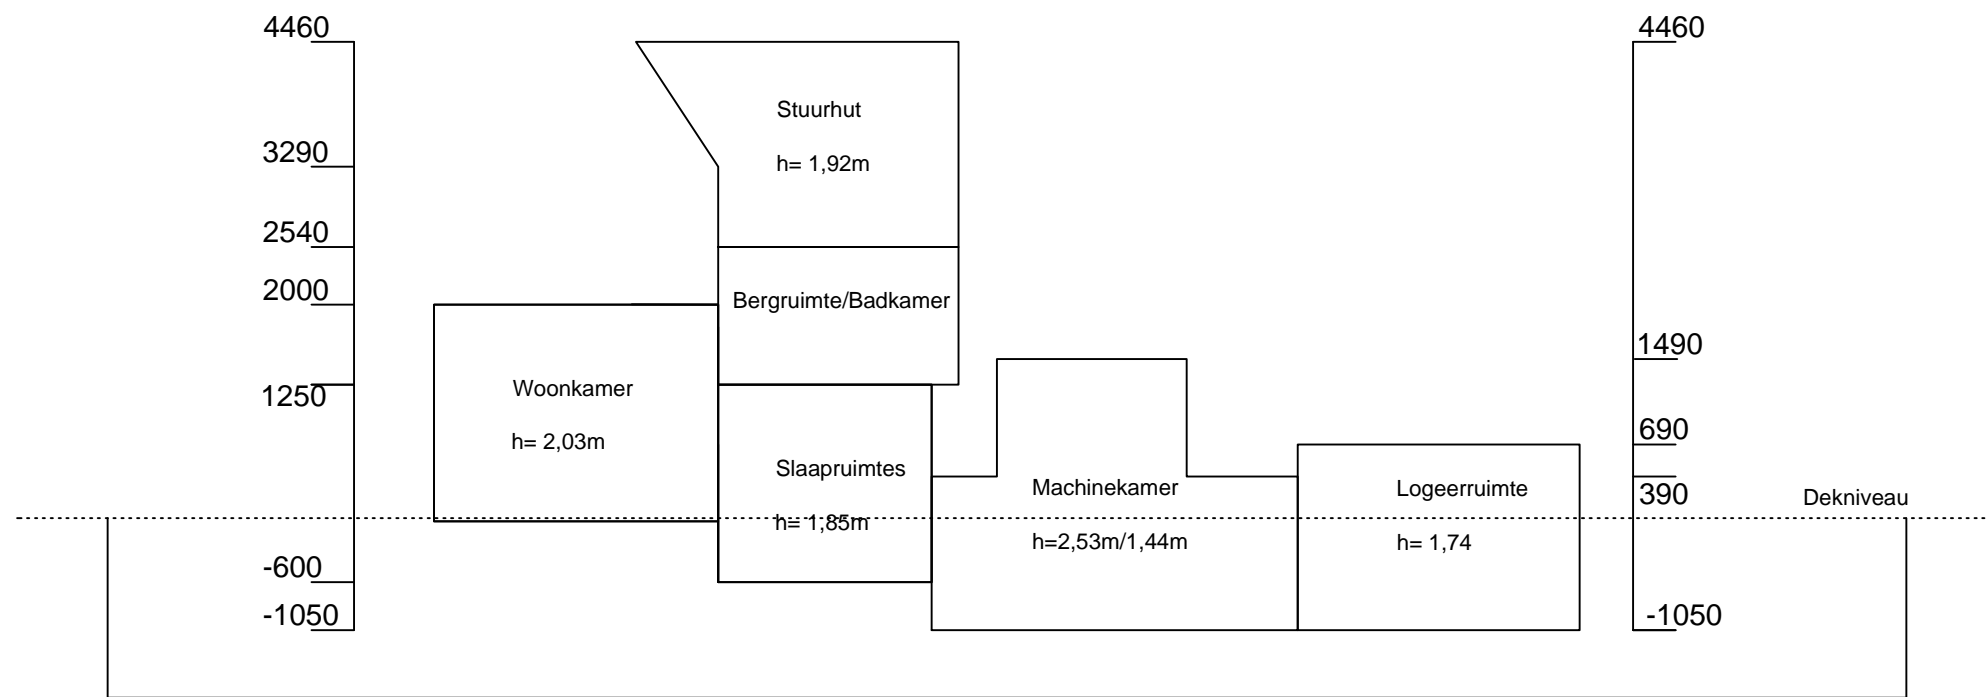 4460
3290
2540
2000
1250
-600
-1050
Stuurhut
h= 1,92m
Bergruimte/Badkamer
Woonkamer
h= 2,03m
Slaapruimtes
h= 1,85m
Machinekamer
h=2,53m/1,44m
Logeerruimte
h= 1,74
4460
1490
690
390
-1050
Dekniveau